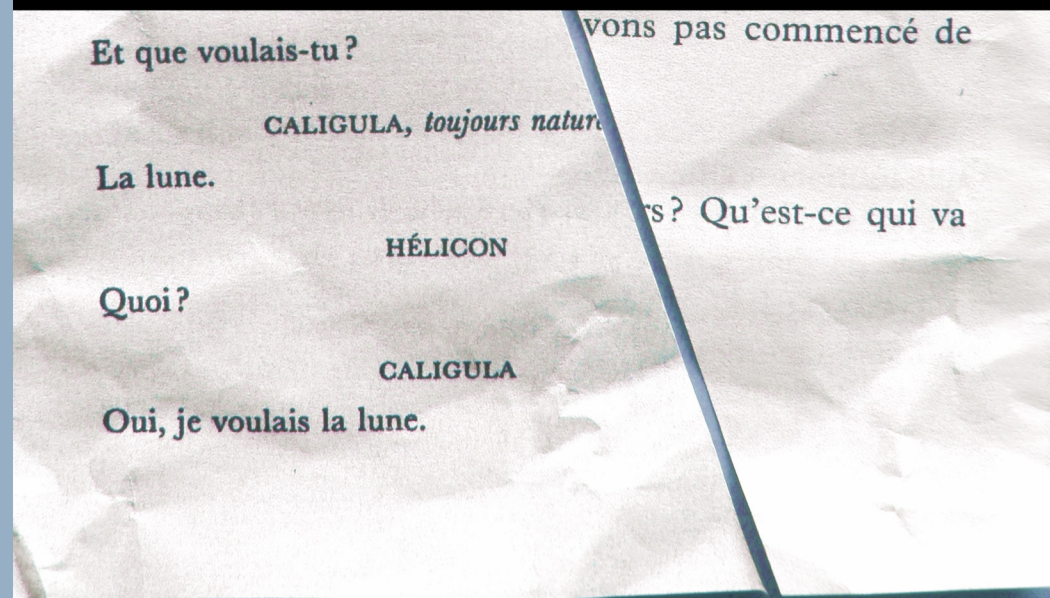 Et que voulais-tu?
CALIGULA, toujours
La lune.
HÉLICON
Quoi?
CALIGULA
Oui, je voulais la lune.
pas commencé de
Qu'est-ce qui va